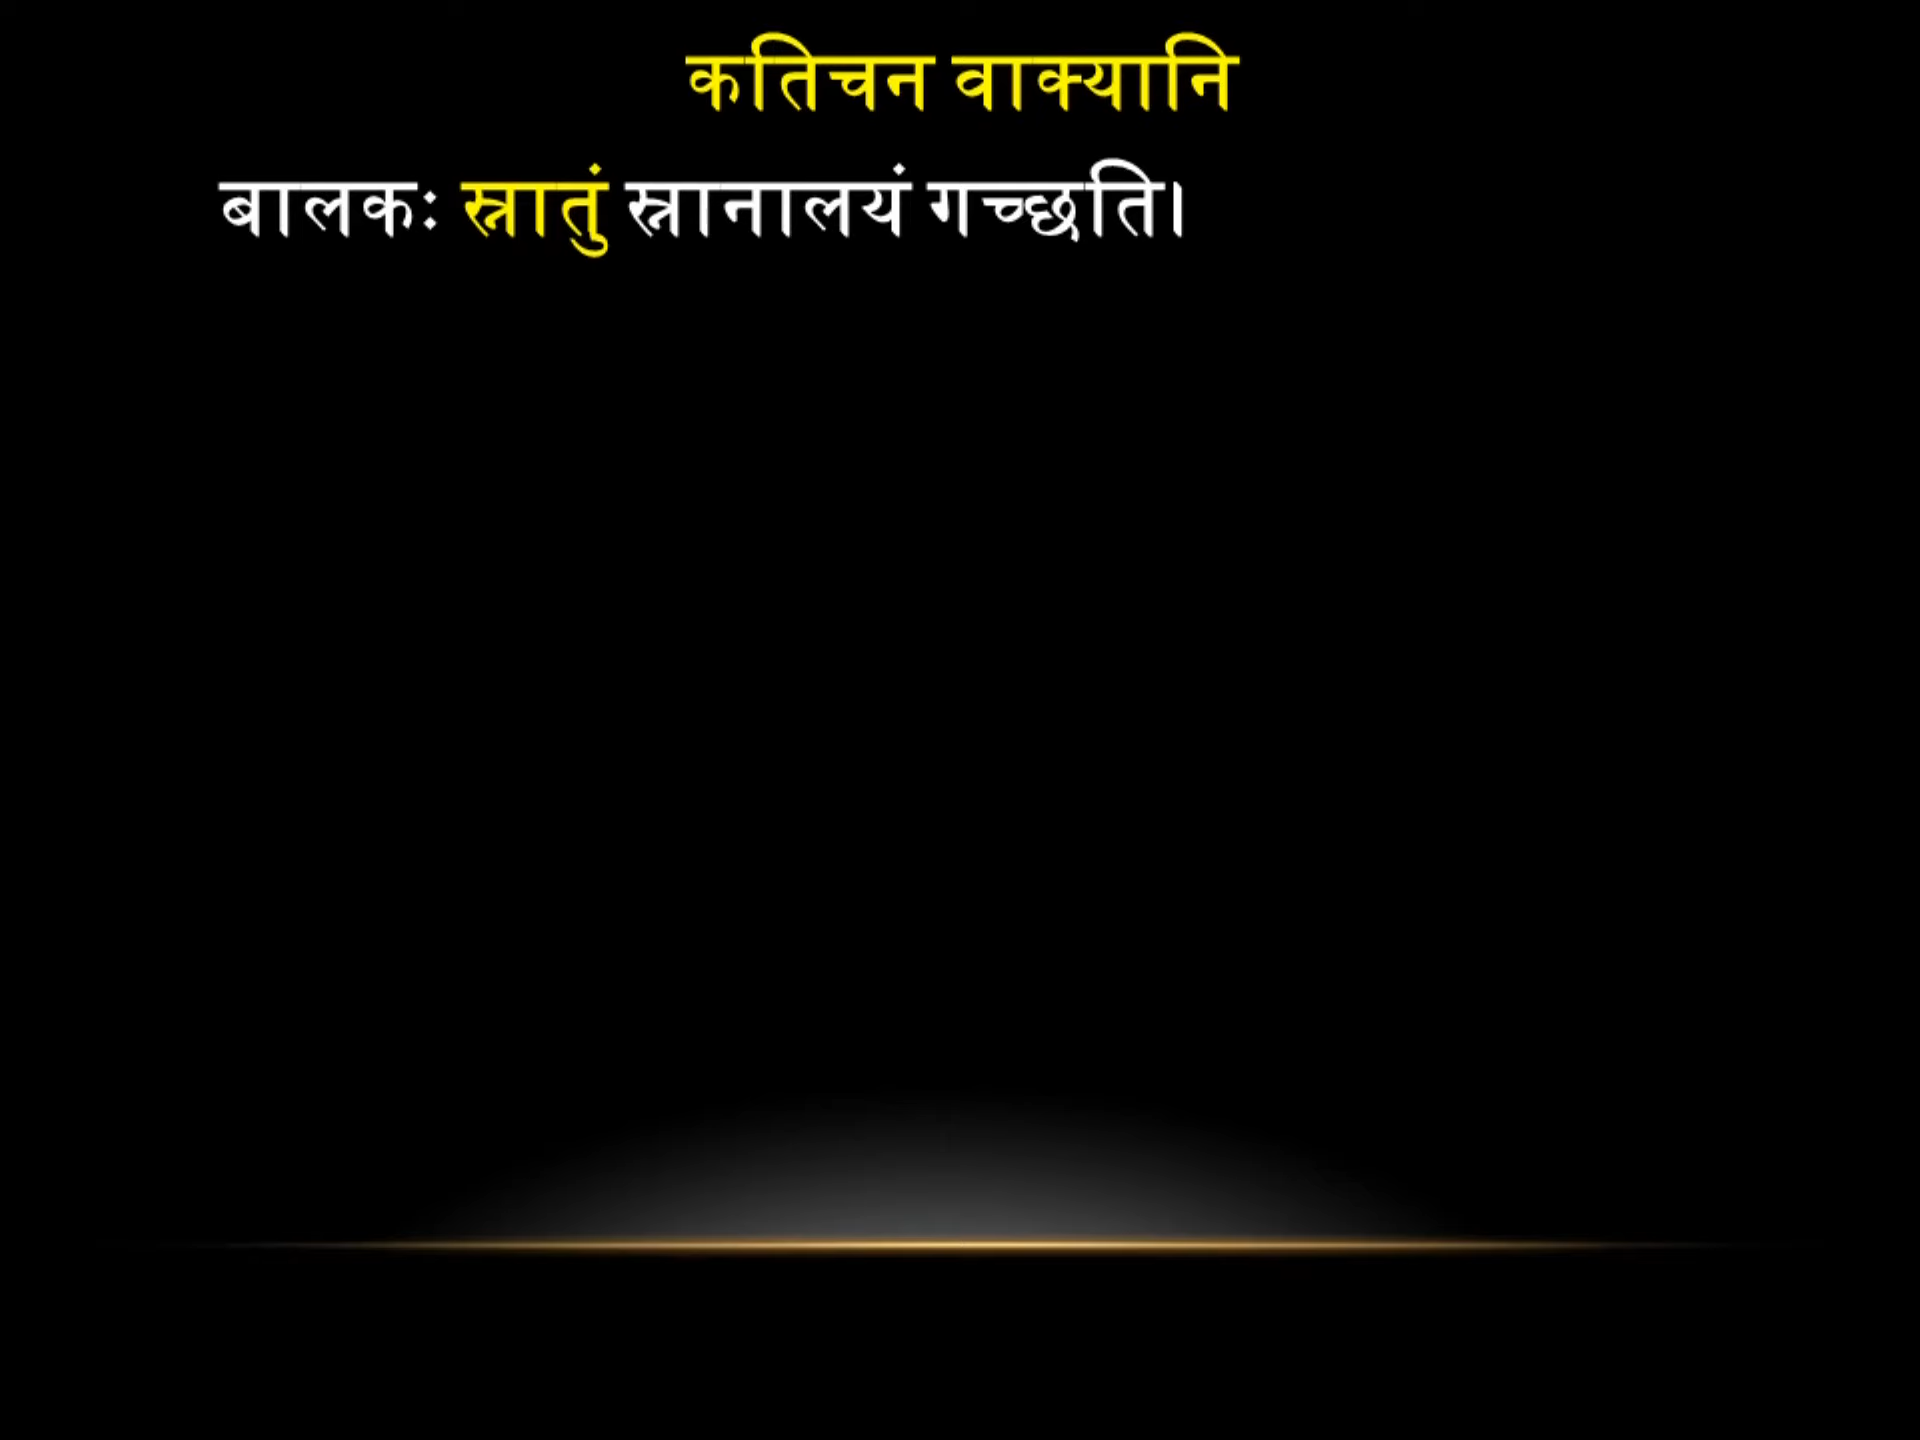 कतिचन वाक्यानि
बालकः स्नातुं स्नानालयं गच्छति।